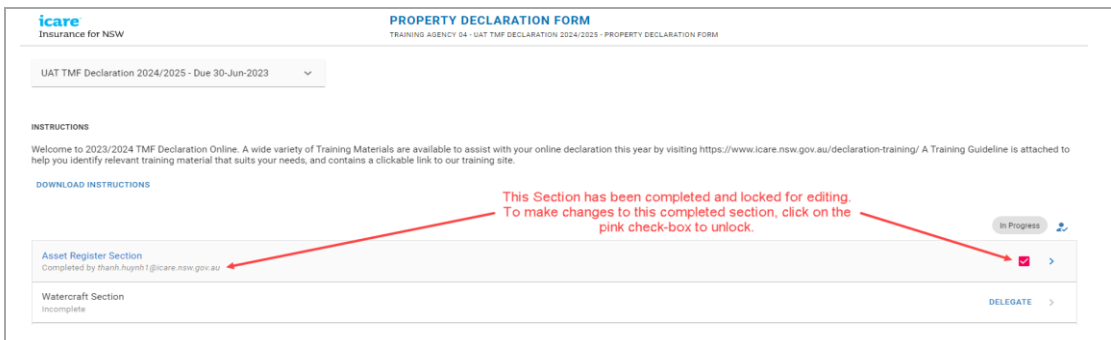 icare
Insurance for NSW
PROPERTY DECLARATION FORM
TRAINING AGENCY 04 - UAT TMF DECLARATION 2024/2025 - PROPERTY DECLARATION FORM
UAT TMF Declaration 2024/2025 - Due 30-Jun-2023
INSTRUCTIONS
Welcome to 2023/2024 TMF Declaration Online. A wide variety of Training Materials are available to assist with your online declaration this year by visiting https://www.icare.nsw.gov.au/declaration-training/ A Training Guideline is attached to
help you identify relevant training material that suits your needs, and contains a clickable link to our training site.
DOWNLOAD INSTRUCTIONS
This Section has been completed and locked for editing.
To make changes to this completed section, click on the
pink check-box to unlock.
In Progress
Asset Register Section
Completed by thanh.huynh1@icare.nsw.gov.au
Watercraft Section
Incomplete
DELEGATE